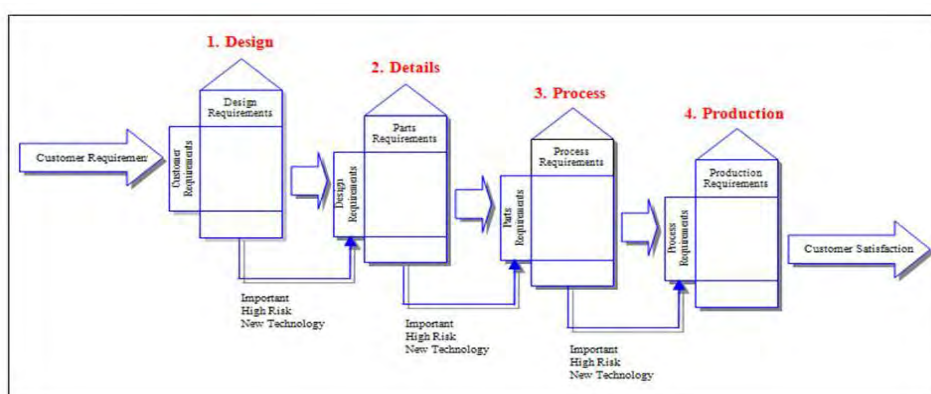 1. Design
2. Details
3. Process
4. Production
Customer Requiremen
Customer
Requirements
Design
Requirements
Design
Requirements
Parts
Requirements
Parts
Requirements
Process
Requirements
Process
Requirements
Production
Requirements
Customer Satisfaction
Important
High Risk
New Technology
Important
High Risk
New Technology
Important
High Risk
New Technology